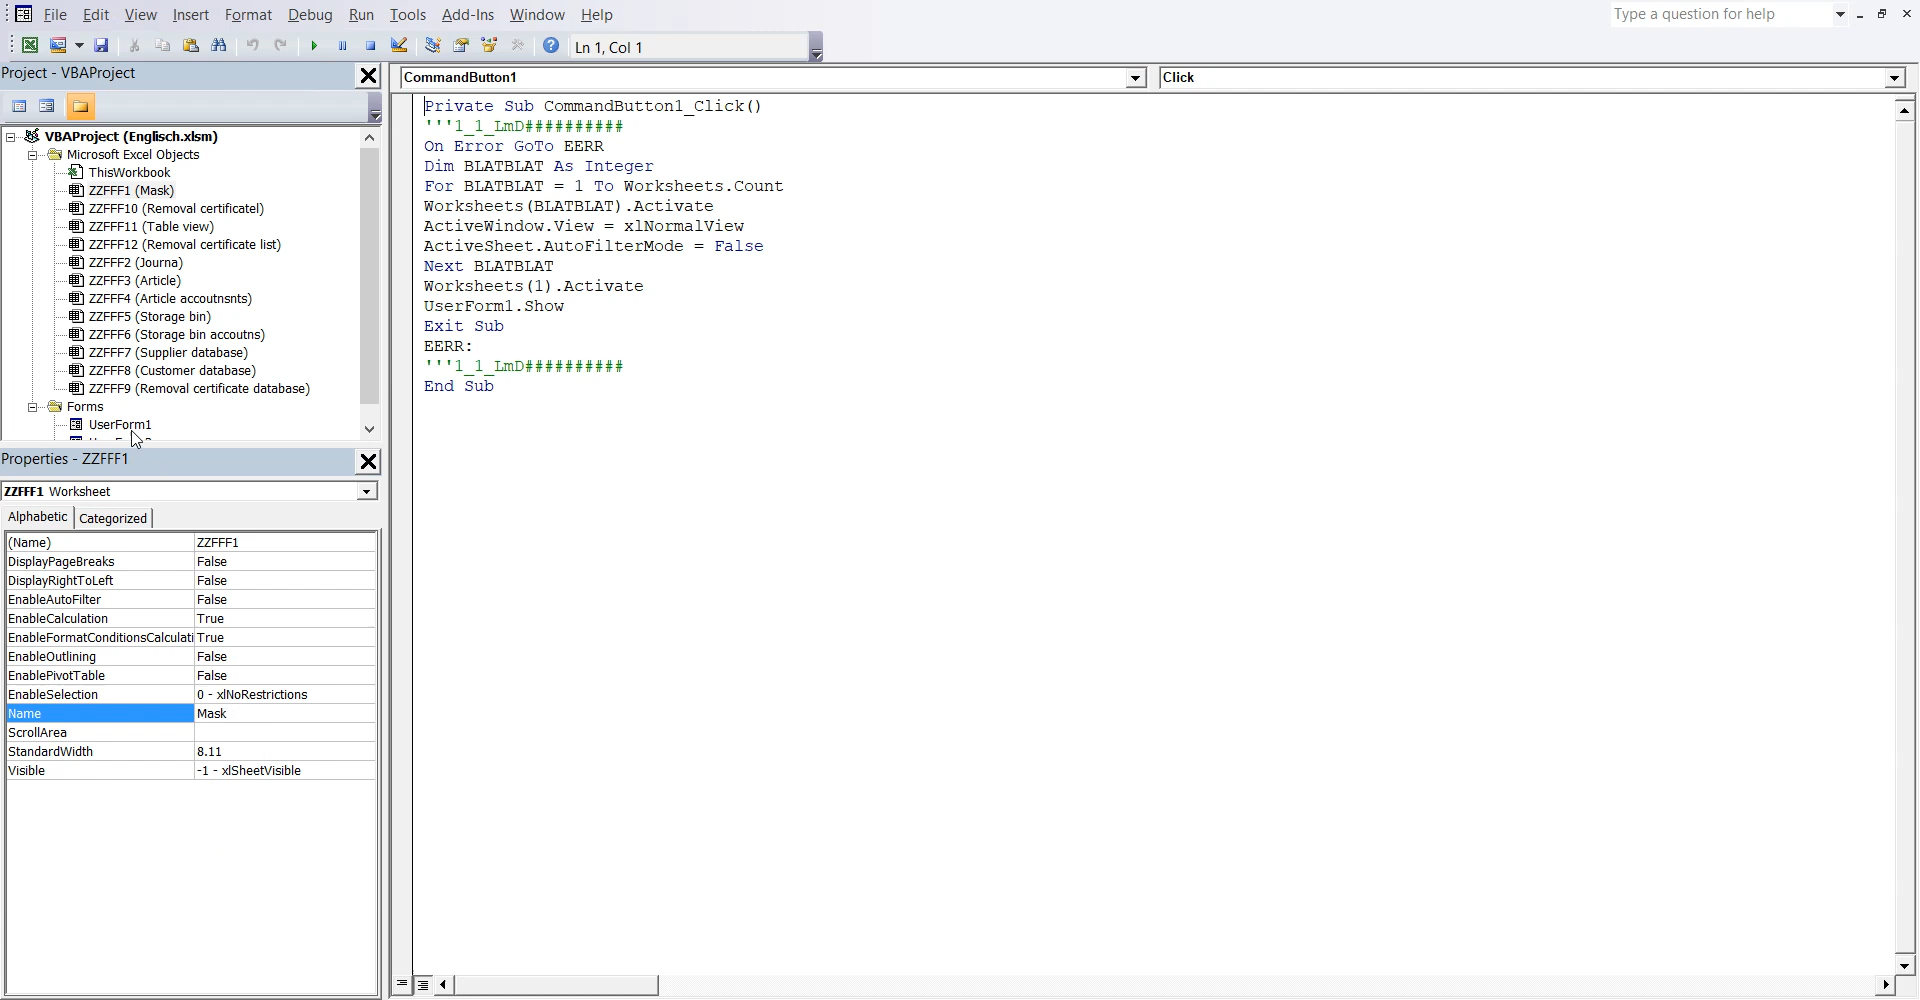 File Edit View Insert Format Debug Run Tools Add-Ins Window Help
Type a question for help
Ln 1, Col 1
Project - VBAProject
VBAProject (Englisch.xlsm)
Microsoft Excel Objects
ThisWorkbook
ZZFFF1 (Mask)
ZZFFF10 (Removal certificatel)
ZZFFF11 (Table view)
ZZFFF12 (Removal certificate list)
ZZFFF2 (Journa)
ZZFFF3 (Article)
ZZFFF4 (Article accoutnsnts)
ZZFFF5 (Storage bin)
ZZFFF6 (Storage bin accoutns)
ZZFFF7 (Supplier database)
ZZFFF8 (Customer database)
ZZFFF9 (Removal certificate database)
Forms
UserForm1
Properties - ZZFFF1
ZZFFF1 Worksheet
Alphabetic Categorized
(Name) ZZFFF1
DisplayPageBreaks False
DisplayRightToLeft False
EnableAutoFilter False
EnableCalculation True
EnableFormatConditionsCalculati True
EnableOutlining False
EnablePivotTable False
EnableSelection 0 - xlNoRestrictions
Name Mask
ScrollArea
StandardWidth 8.11
Visible -1 - xlSheetVisible
CommandButton1
Click
Private Sub CommandButton1_Click()
'''1_1_LmD##########
On Error GoTo EERR
Dim BLATBLAT As Integer
For BLATBLAT = 1 To Worksheets.Count
Worksheets(BLATBLAT).Activate
ActiveWindow.View = xlNormalView
ActiveSheet.AutoFilterMode = False
Next BLATBLAT
Worksheets(1).Activate
UserForm1.Show
Exit Sub
EERR:
'''1_1_LmD##########
End Sub